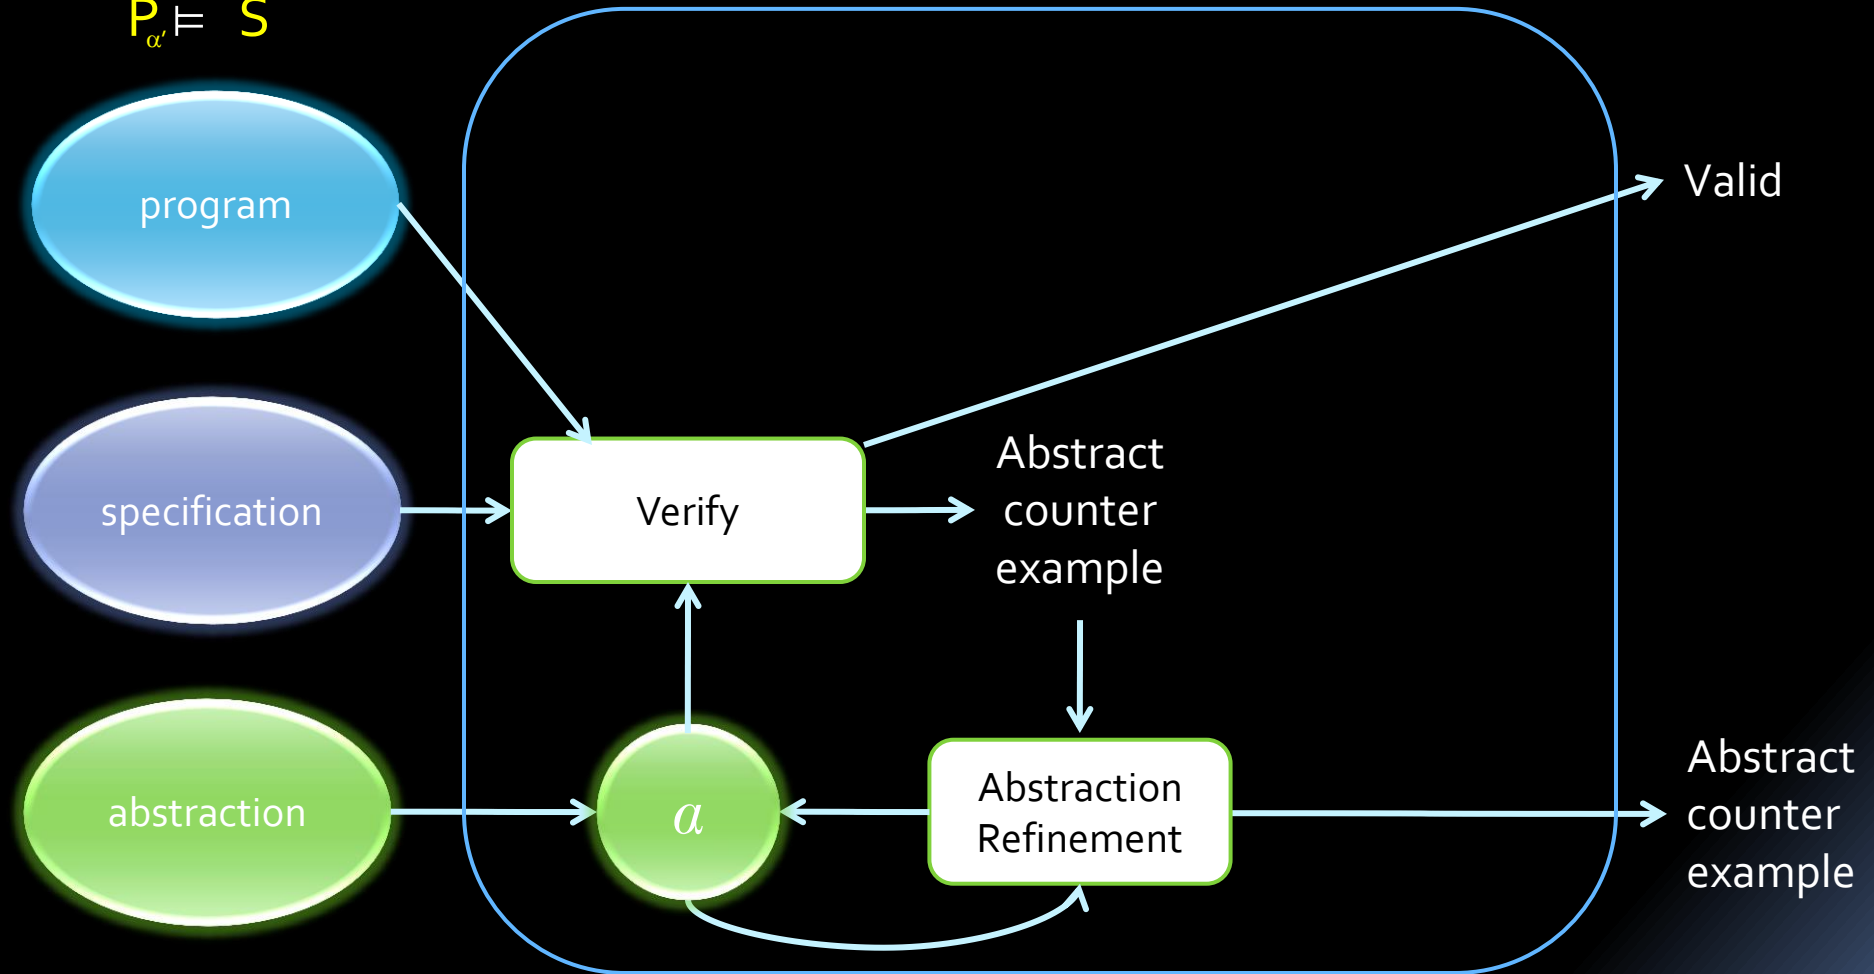 Pα′⊨ S
program
Valid
Abstract
counter
example
specification
Verify
abstraction
α
Abstraction
Refinement
Abstract
counter
example